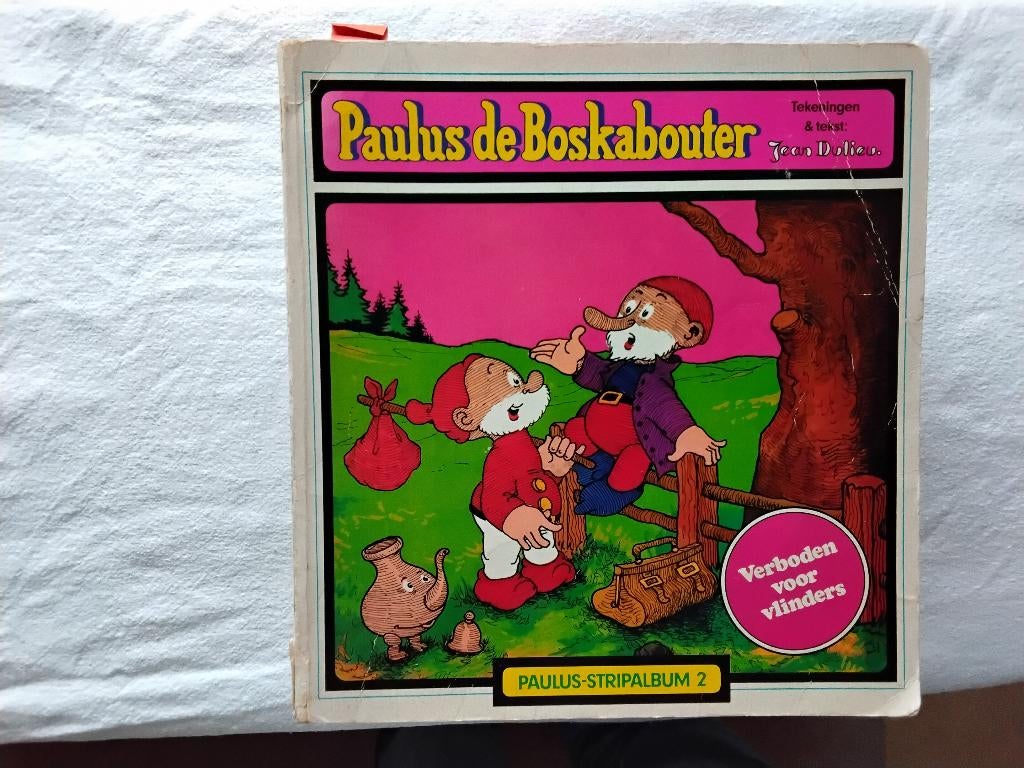 Paulus de Boskabouter
Tekeningen
& tekst:
Jean Dulieu.
Verboden
voor
vlinders
PAULUS-STRIPALBUM 2